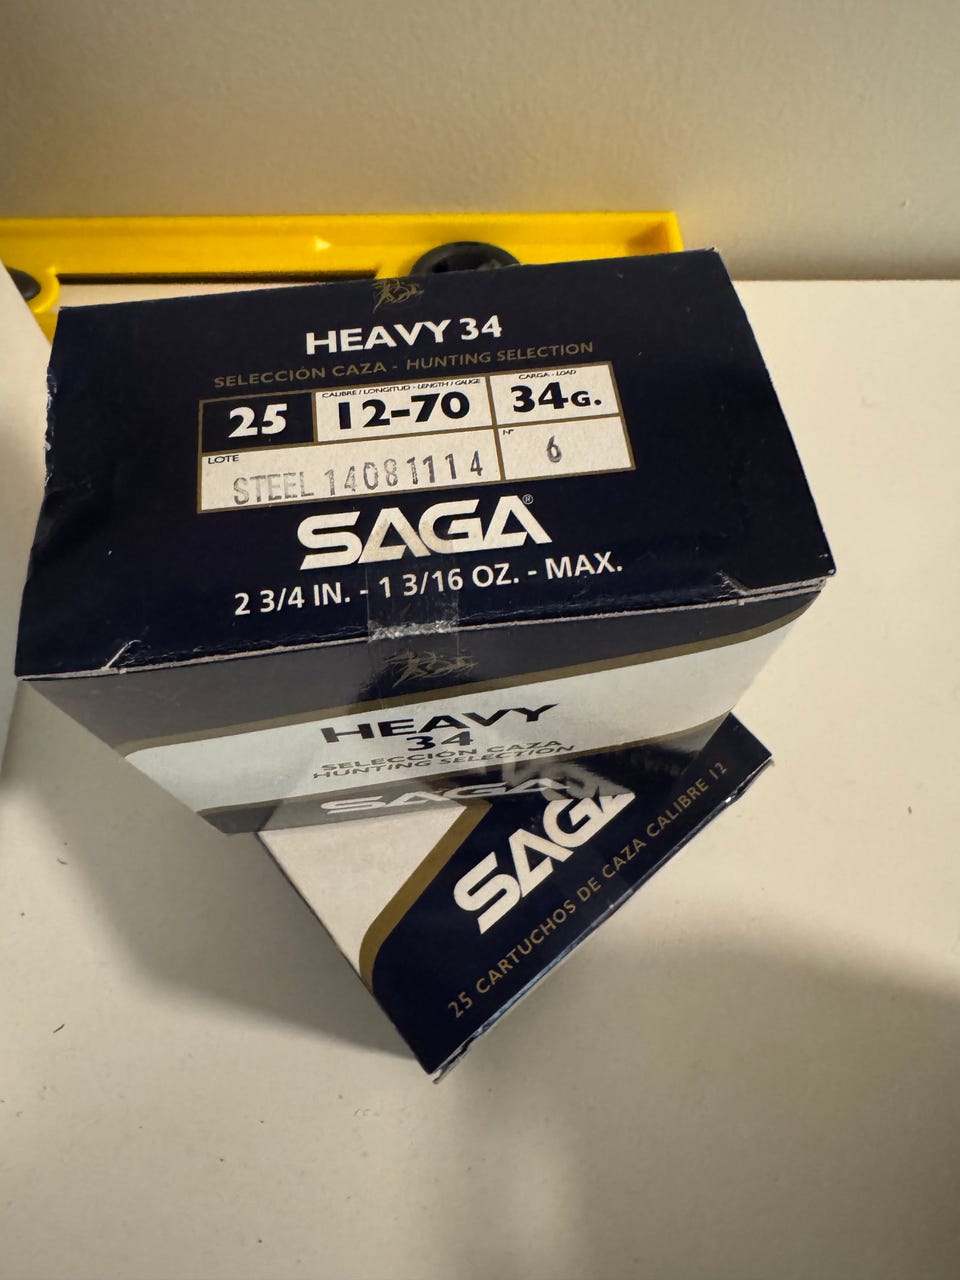 HEAVY 34
SELECCIÓN CAZA - HUNTING SELECTION
25
CALIBRE / LONGITUD - LENGTH / GAUGE
12-70
CARGA - LOAD
34G.
LOTE
STEEL 14081114
Nº
6
SAGA®
2 3/4 IN. - 1 3/16 OZ. - MAX.
HEAVY
34
SELECCIÓN CAZA
HUNTING SELECTION
SAGA
SAGA
25 CARTUCHOS DE CAZA CALIBRE 12